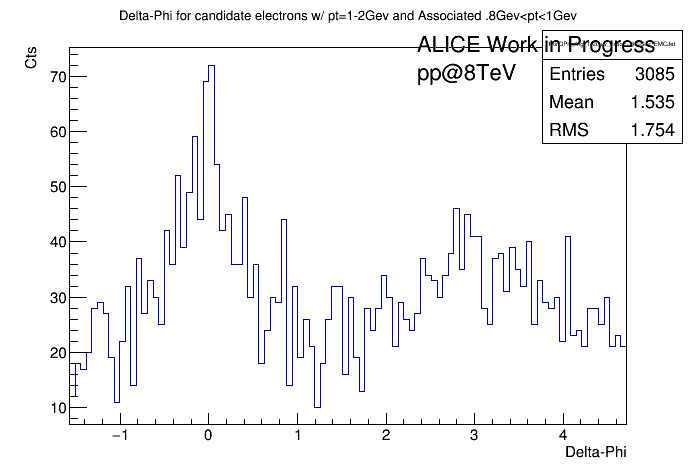 Delta-Phi for candidate electrons w/ pt=1-2Gev and Associated .8Gev<pt<1Gev
Cts
ALICE Work in Progress
pp@8TeV
Entries 3085
Mean 1.535
RMS 1.754
70
60
50
40
30
20
10
−1 0 1 2 3 4
Delta-Phi